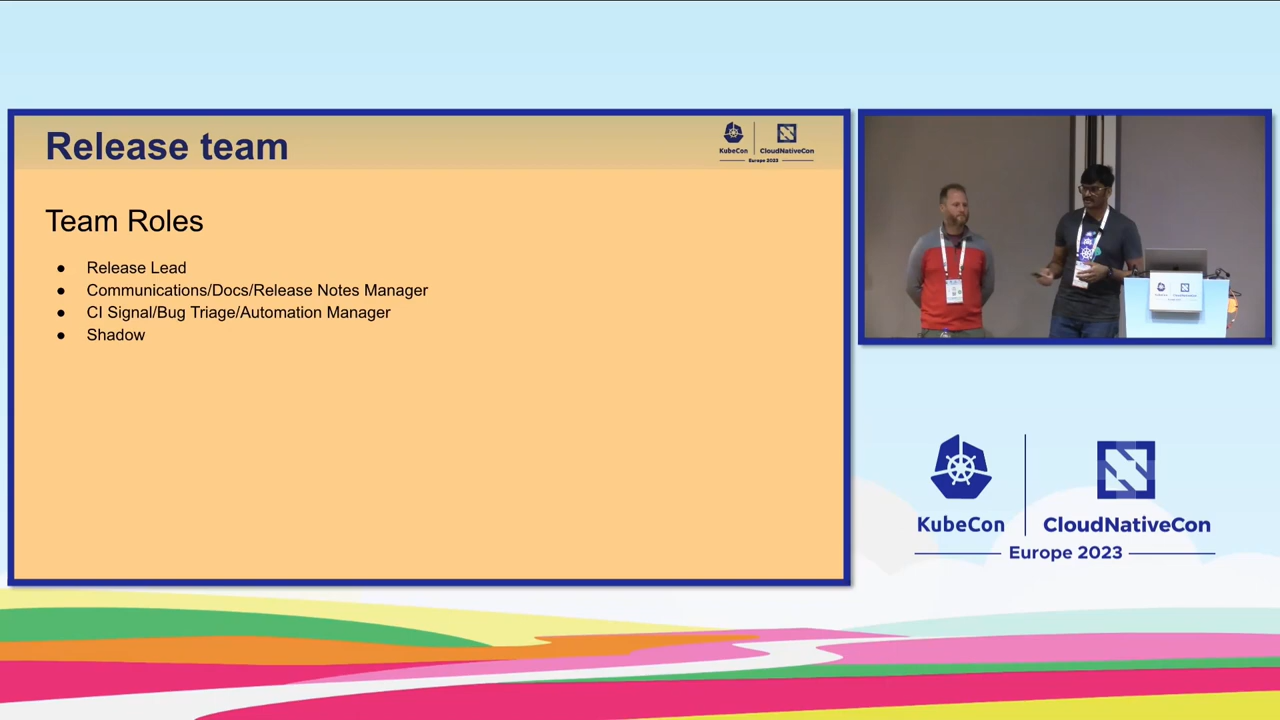 Release team
KubeCon
CloudNativeCon
Europe 2023
Team Roles
● Release Lead
● Communications/Docs/Release Notes Manager
● CI Signal/Bug Triage/Automation Manager
● Shadow
KubeCon
CloudNativeCon
Europe 2023